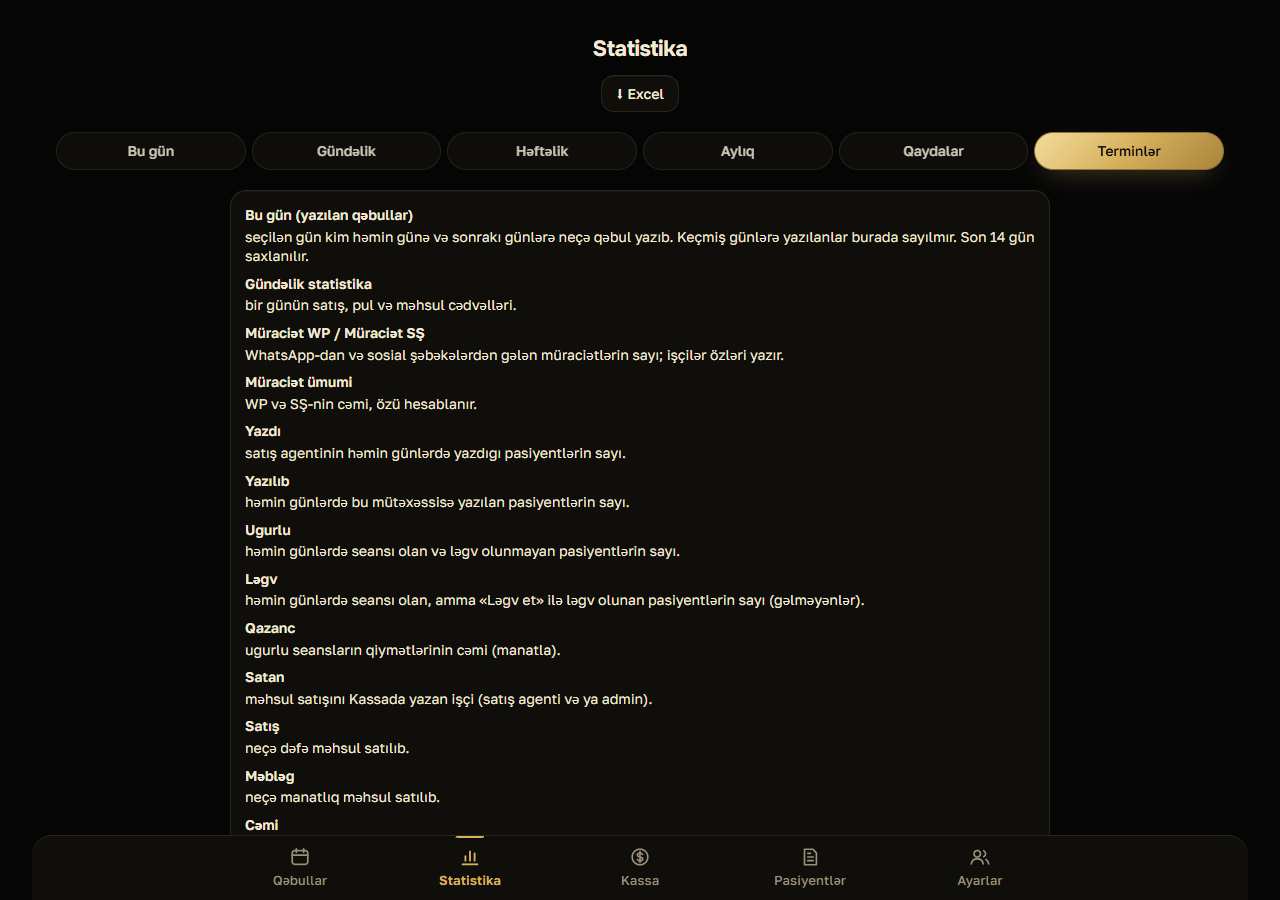 Statistika
⬇ Excel
Bu gün
Gündəlik
Həftəlik
Aylıq
Qaydalar
Terminlər
Bu gün (yazılan qəbullar)
seçilən gün kim həmin günə və sonrakı günlərə neçə qəbul yazıb. Keçmiş günlərə yazılanlar burada sayılmır. Son 14 gün
saxlanılır.
Gündəlik statistika
bir günün satış, pul və məhsul cədvəlləri.
Müraciət WP / Müraciət SŞ
WhatsApp-dan və sosial şəbəkələrdən gələn müraciətlərin sayı; işçilər özləri yazır.
Müraciət ümumi
WP və SŞ-nin cəmi, özü hesablanır.
Yazdı
satış agentinin həmin günlərdə yazdıgı pasiyentlərin sayı.
Yazılıb
həmin günlərdə bu mütəxəssisə yazılan pasiyentlərin sayı.
Ugurlu
həmin günlərdə seansı olan və ləgv olunmayan pasiyentlərin sayı.
Ləgv
həmin günlərdə seansı olan, amma «Ləgv et» ilə ləgv olunan pasiyentlərin sayı (gəlməyənlər).
Qazanc
ugurlu seansların qiymətlərinin cəmi (manatla).
Satan
məhsul satışını Kassada yazan işçi (satış agenti və ya admin).
Satış
neçə dəfə məhsul satılıb.
Məbləg
neçə manatlıq məhsul satılıb.
Cəmi
Qəbullar
Statistika
Kassa
Pasiyentlər
Ayarlar